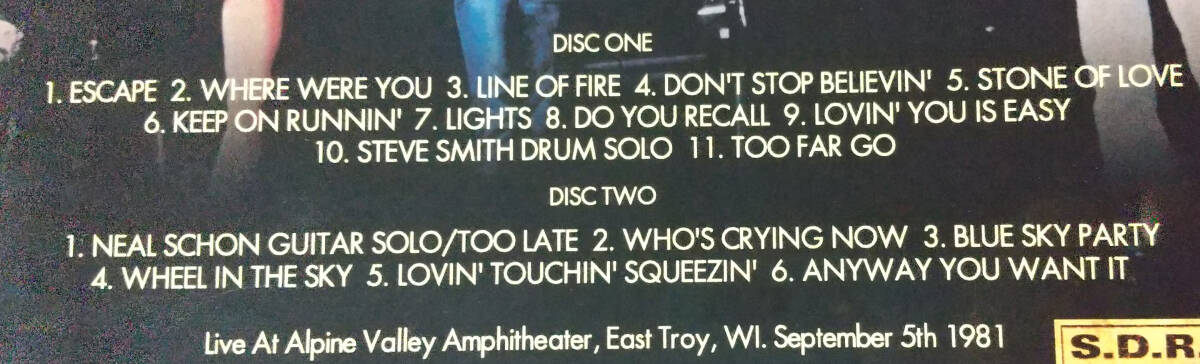 DISC ONE
1. ESCAPE 2. WHERE WERE YOU 3. LINE OF FIRE 4. DON'T STOP BELIEVIN' 5. STONE OF LOVE
6. KEEP ON RUNNIN' 7. LIGHTS 8. DO YOU RECALL 9. LOVIN' YOU IS EASY
10. STEVE SMITH DRUM SOLO 11. TOO FAR GO
DISC TWO
1. NEAL SCHON GUITAR SOLO/TOO LATE 2. WHO'S CRYING NOW 3. BLUE SKY PARTY
4. WHEEL IN THE SKY 5. LOVIN' TOUCHIN' SQUEEZIN' 6. ANYWAY YOU WANT IT
Live At Alpine Valley Amphitheater, East Troy, WI. September 5th 1981
S.D.R